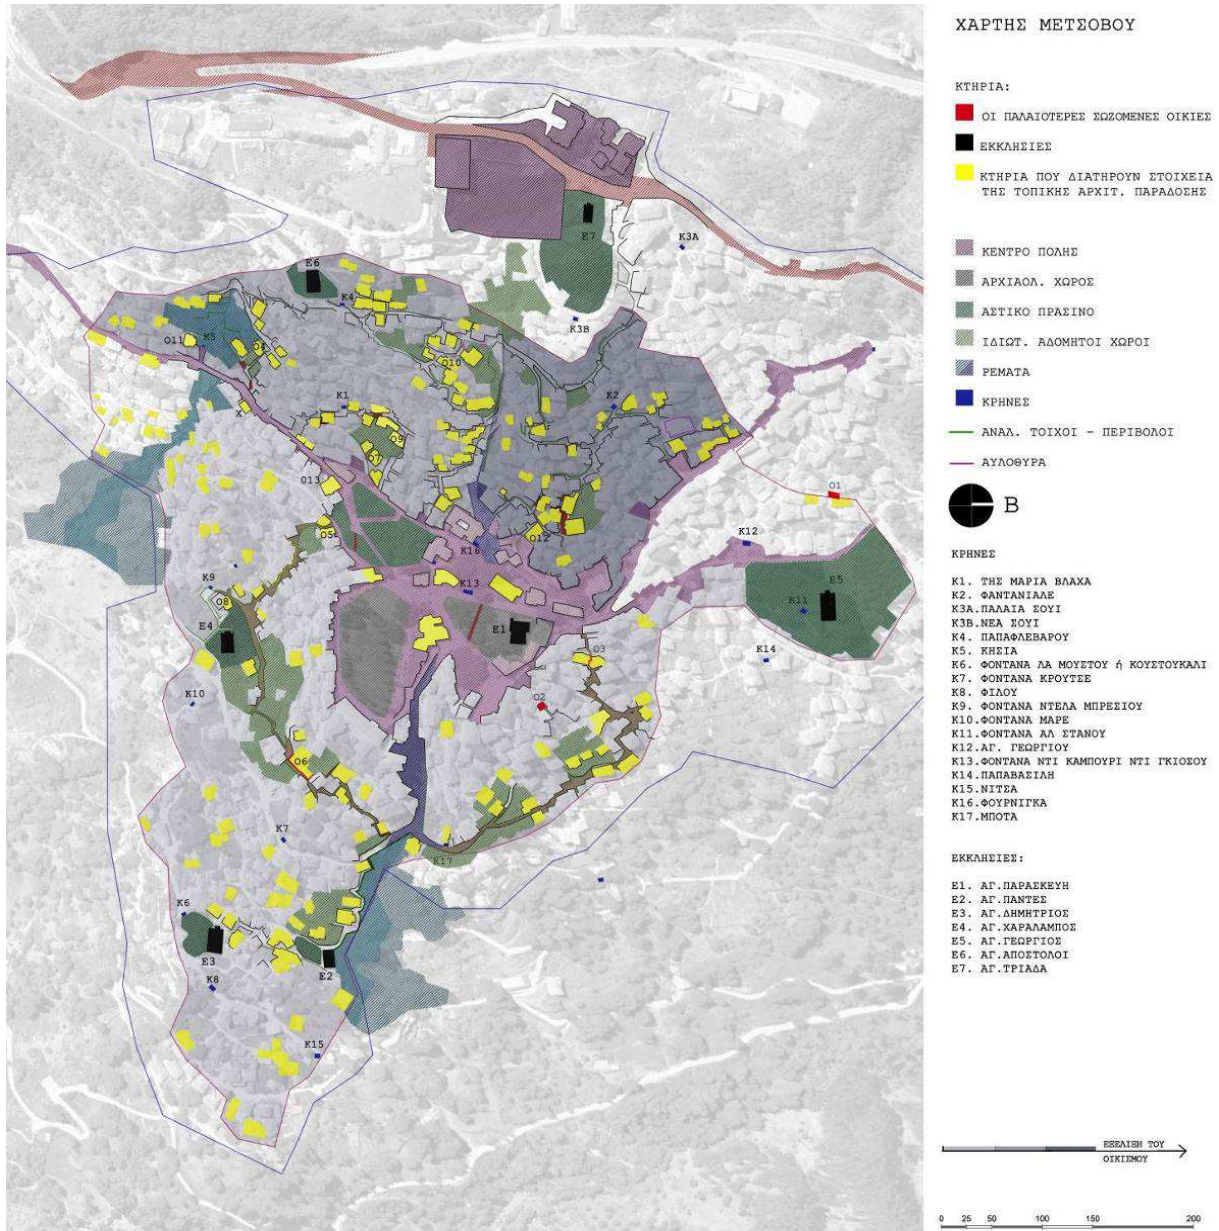 ΧΑΡΤΗΣ ΜΕΤΣΟΒΟΥ
ΚΤΗΡΙΑ:
ΟΙ ΠΑΛΑΙΟΤΕΡΕΣ ΣΩΖΟΜΕΝΕΣ ΟΙΚΙΕΣ
ΕΚΚΛΗΣΙΕΣ
ΚΤΗΡΙΑ ΠΟΥ ΔΙΑΤΗΡΟΥΝ ΣΤΟΙΧΕΙΑ
ΤΗΣ ΤΟΠΙΚΗΣ ΑΡΧΙΤ. ΠΑΡΑΔΟΣΗΣ
ΚΕΝΤΡΟ ΠΟΛΗΣ
ΑΡΧΙΑΟΛ. ΧΩΡΟΣ
ΑΣΤΙΚΟ ΠΡΑΣΙΝΟ
ΙΔΙΩΤ. ΑΔΟΜΗΤΟΙ ΧΩΡΟΙ
ΡΕΜΑΤΑ
ΚΡΗΝΕΣ
ΑΝΑΛ. ΤΟΙΧΟΙ - ΠΕΡΙΒΟΛΟΙ
ΑΥΛΟΘΥΡΑ
Β
ΚΡΗΝΕΣ
Κ1. ΤΗΣ ΜΑΡΙΑ ΒΛΑΧΑ
Κ2. ΦΑΝΤΑΝΙΑΛΕ
Κ3Α.ΠΑΛΑΙΑ ΣΟΥΙ
Κ3Β.ΝΕΑ ΣΟΥΙ
Κ4. ΠΑΠΑΦΛΕΒΑΡΟΥ
Κ5. ΚΗΣΙΑ
Κ6. ΦΟΝΤΑΝΑ ΛΑ ΜΟΥΣΤΟΥ ή ΚΟΥΣΤΟΥΚΑΛΙ
Κ7. ΦΟΝΤΑΝΑ ΚΡΟΥΤΣΕ
Κ8. ΦΙΛΟΥ
Κ9. ΦΟΝΤΑΝΑ ΝΤΕΛΑ ΜΠΡΕΣΙΟΥ
Κ10.ΦΟΝΤΑΝΑ ΜΑΡΕ
Κ11.ΦΟΝΤΑΝΑ ΑΛ ΣΤΑΝΟΥ
Κ12.ΑΓ. ΓΕΩΡΓΙΟΥ
Κ13.ΦΟΝΤΑΝΑ ΝΤΙ ΚΑΜΠΟΥΡΙ ΝΤΙ ΓΚΙΟΣΟΥ
Κ14.ΠΑΠΑΒΑΣΙΛΗ
Κ15.ΝΙΤΣΑ
Κ16.ΦΟΥΡΝΙΓΚΑ
Κ17.ΜΠΟΤΑ
ΕΚΚΛΗΣΙΕΣ:
Ε1. ΑΓ.ΠΑΡΑΣΚΕΥΗ
Ε2. ΑΓ.ΠΑΝΤΕΣ
Ε3. ΑΓ.ΔΗΜΗΤΡΙΟΣ
Ε4. ΑΓ.ΧΑΡΑΛΑΜΠΟΣ
Ε5. ΑΓ.ΓΕΩΡΓΙΟΣ
Ε6. ΑΓ.ΑΠΟΣΤΟΛΟΙ
Ε7. ΑΓ.ΤΡΙΑΔΑ
ΕΞΕΛΙΞΗ ΤΟΥ
ΟΙΚΙΣΜΟΥ
0 25 50 100 150 200
Ε7
Κ3Α
Ε6
Κ4
Κ3Β
Ο11
Κ5
Ο4
Ο10
Κ1
Κ2
Χ
Ο9
Ο7
Ο13
Ο1
Ο5
Ο12
Κ12
Κ16
Κ9
Κ13
Ε5
Ο8
Κ11
Ε4
Ε1
Ο3
Κ14
Κ10
Ο2
Ο6
Κ7
Κ17
Κ6
Ε3
Ε2
Κ8
Κ15